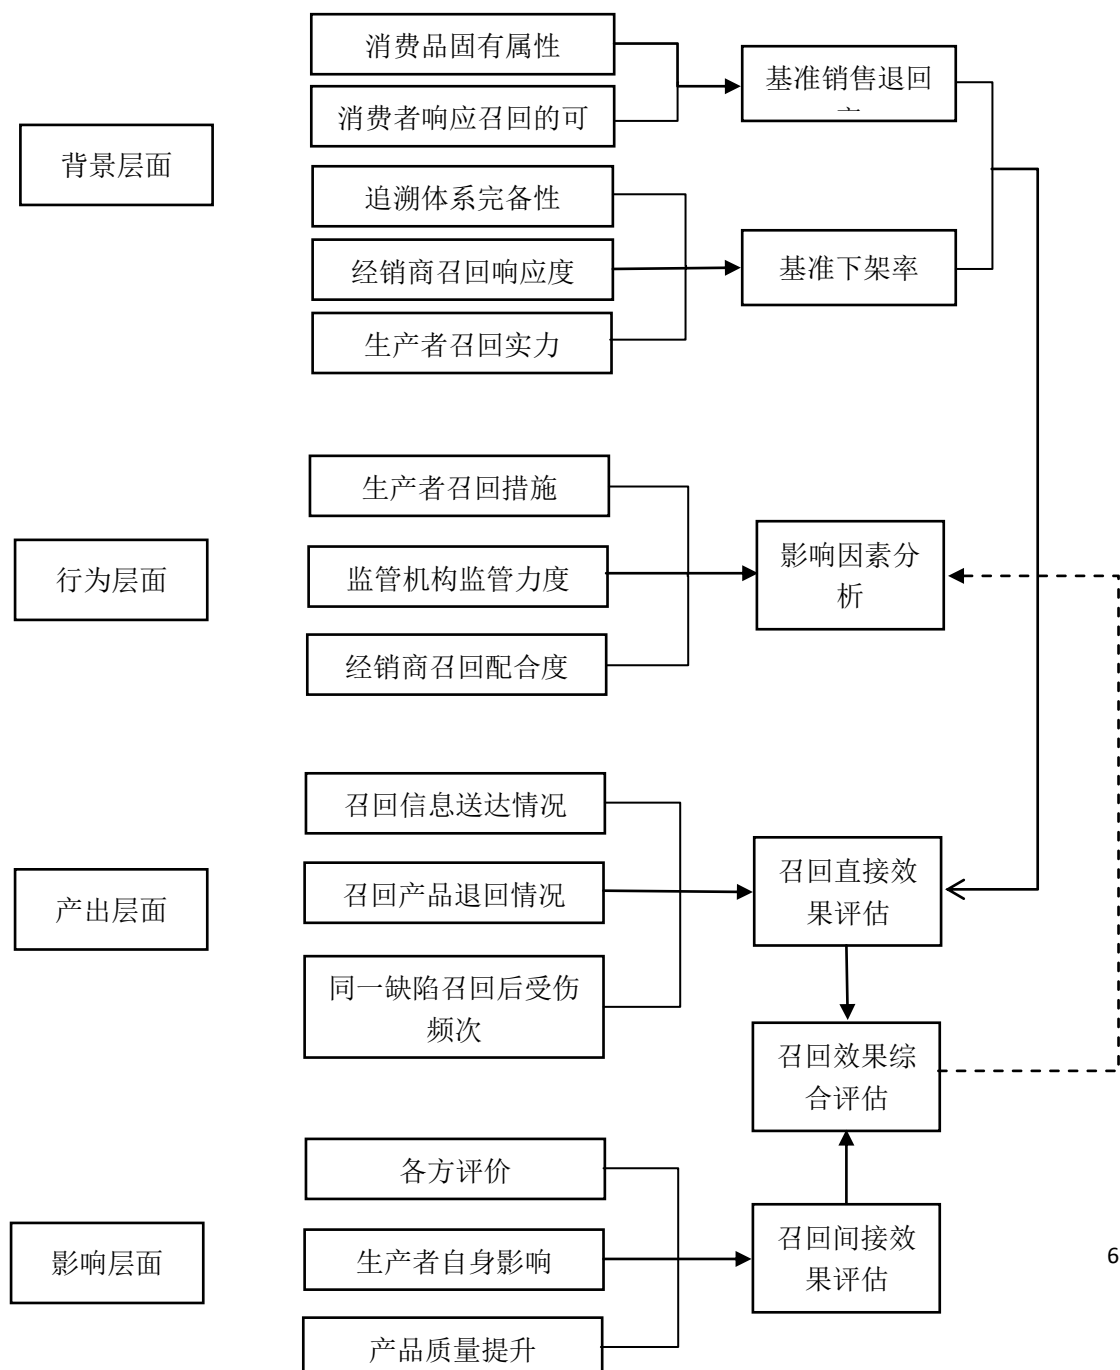 消费品固有属性
消费者响应召回的可
基准销售退回
背景层面
追溯体系完备性
经销商召回响应度
基准下架率
生产者召回实力
生产者召回措施
行为层面
监管机构监管力度
影响因素分
析
经销商召回配合度
召回信息送达情况
产出层面
召回产品退回情况
召回直接效
果评估
同一缺陷召回后受伤
频次
召回效果综
合评估
各方评价
影响层面
生产者自身影响
召回间接效
果评估
产品质量提升
6